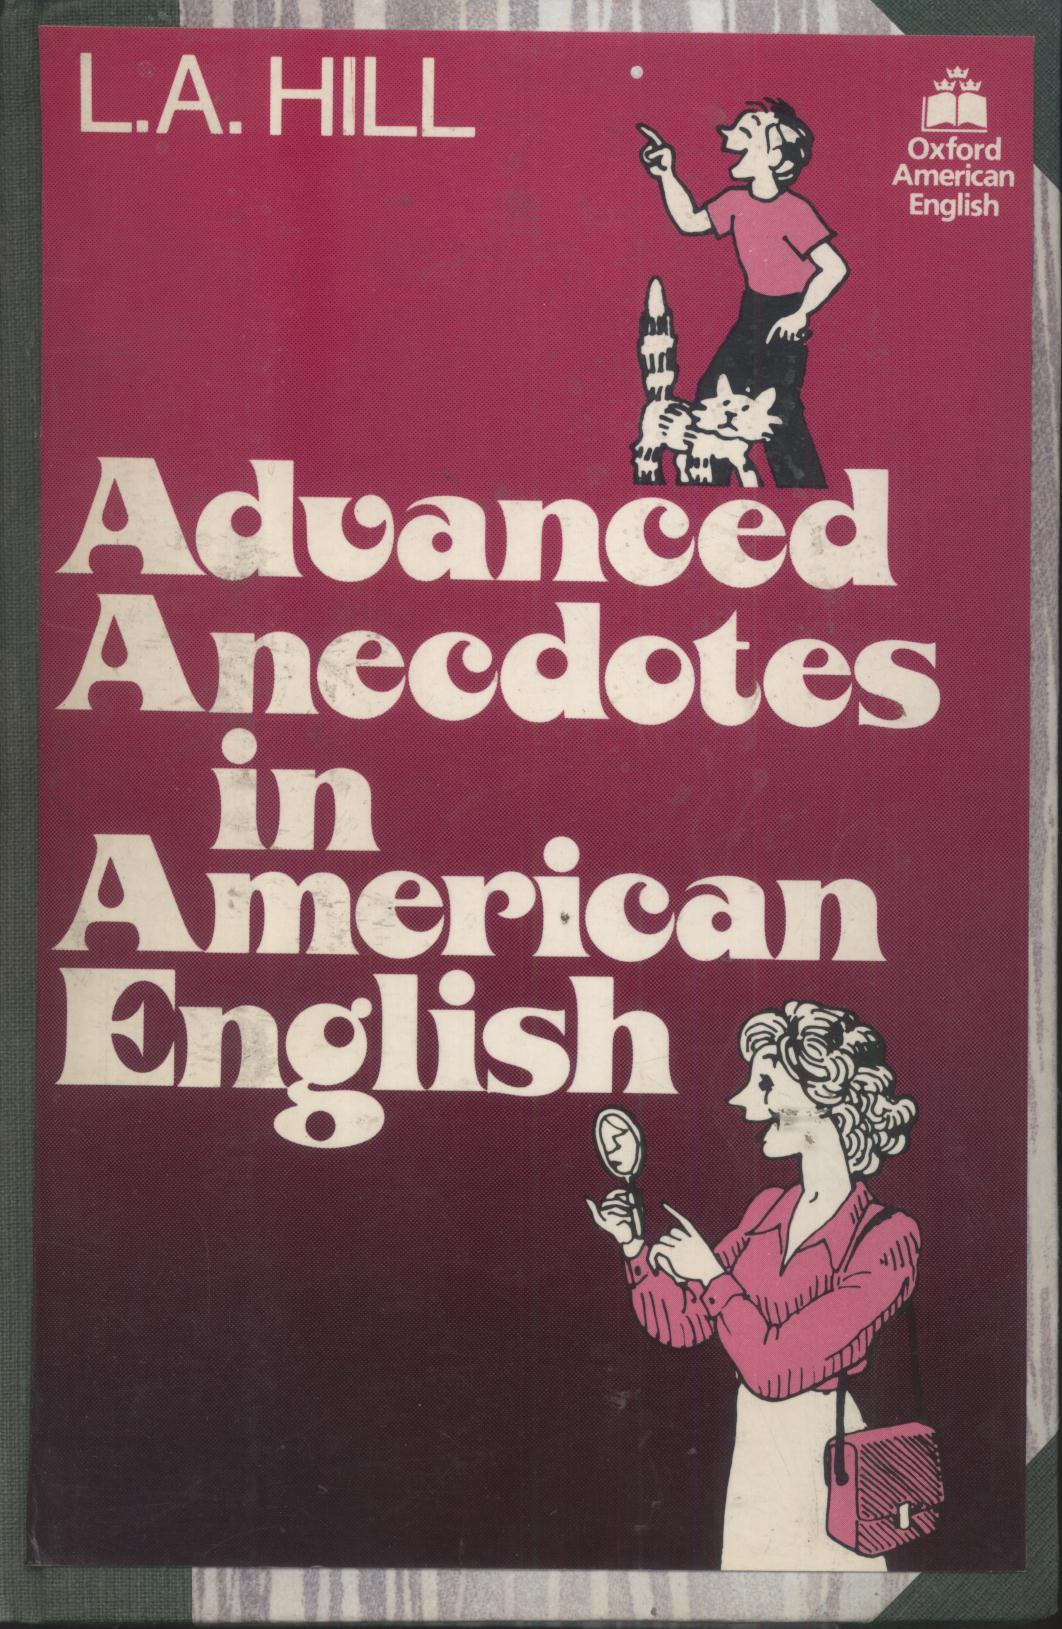 L.A. HILL
Oxford
American
English
Advanced
Anecdotes
in
American
English